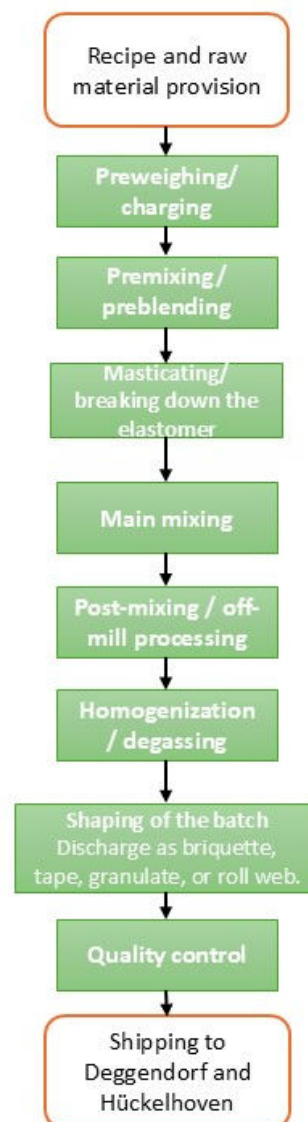 Recipe and raw
material provision
Preweighing/
charging
Premixing /
preblending
Masticating/
breaking down the
elastomer
Main mixing
Post-mixing / off-
mill processing
Homogenization
/ degassing
Shaping of the batch
Discharge as briquette,
tape, granulate, or roll web.
Quality control
Shipping to
Deggendorf and
Hückelhoven